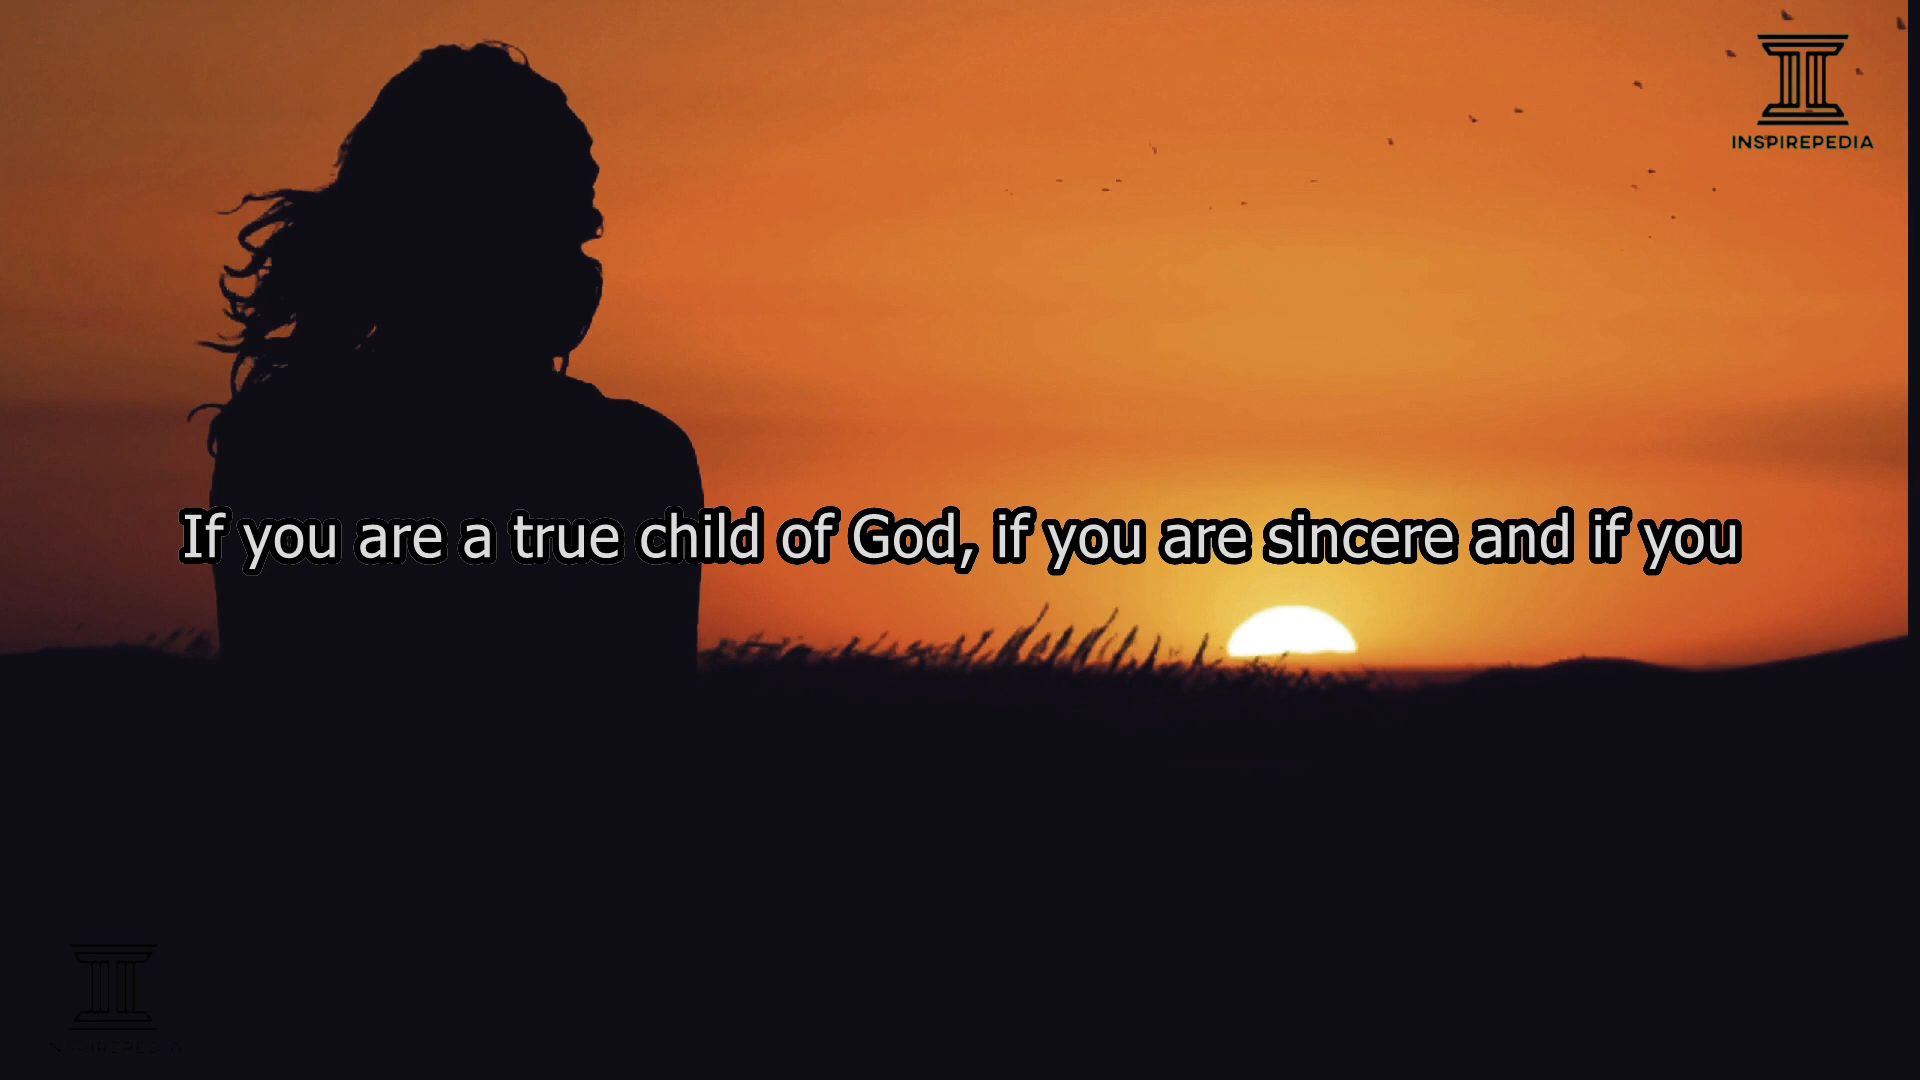 INSPIREPEDIA
If you are a true child of God, if you are sincere and if you